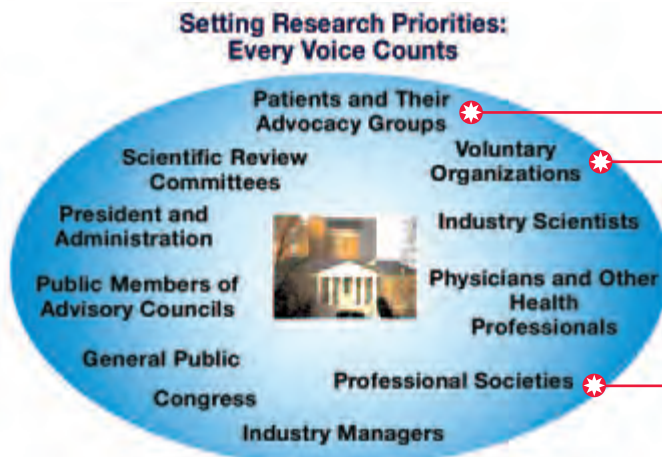 Setting Research Priorities:
Every Voice Counts
Patients and Their
Advocacy Groups
Voluntary
Organizations
Scientific Review
Committees
President and
Administration
Industry Scientists
Public Members of
Advisory Councils
Physicians and Other
Health
Professionals
General Public
Professional Societies
Congress
Industry Managers